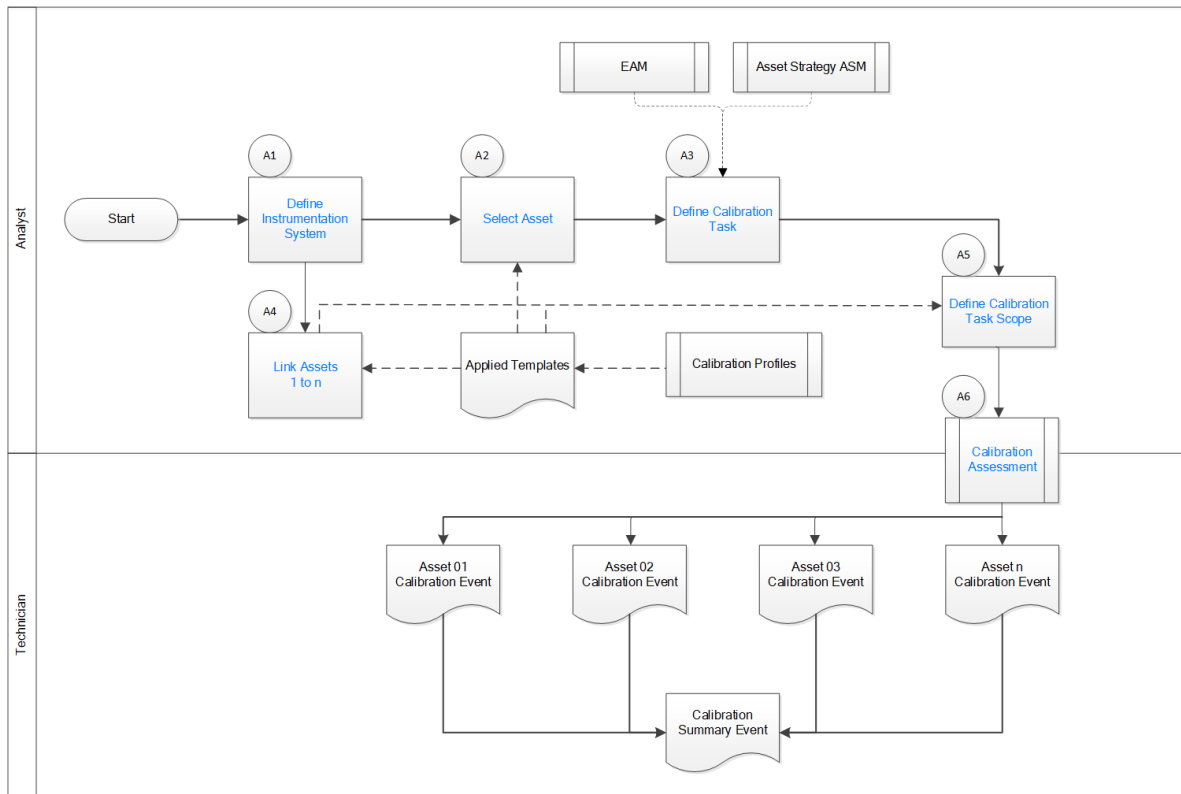 Analyst
EAM
Asset Strategy ASM
A1
A2
A3
Start
Define
Instrumentation
System
Select Asset
Define Calibration
Task
A5
Define Calibration
Task Scope
A4
Link Assets
1 to n
Applied Templates
Calibration Profiles
A6
Calibration
Assessment
Technician
Asset 01
Calibration Event
Asset 02
Calibration Event
Asset 03
Calibration Event
Asset n
Calibration Event
Calibration
Summary Event